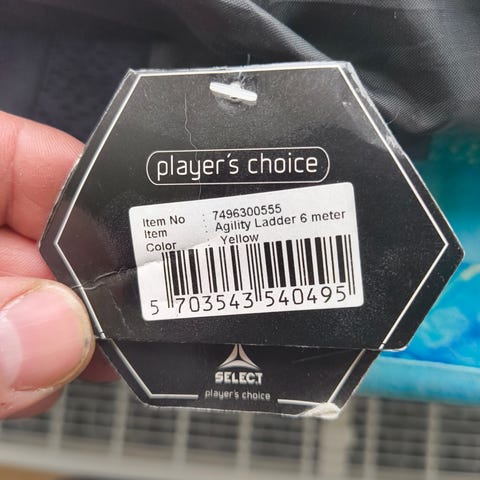 player's choice
Item No : 7496300555
Item : Agility Ladder 6 meter
Color : Yellow
5 703543 540495
SELECT
player's choice